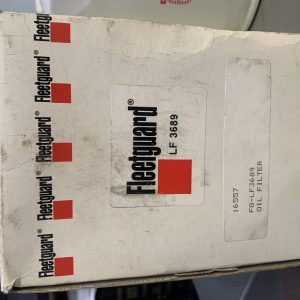 Fleetguard
Fleetguard
Fleetguard
Fleetguard
Fleetguard
Fleetguard®
LF 3689
16557
FG-LF3689
OIL FILTER